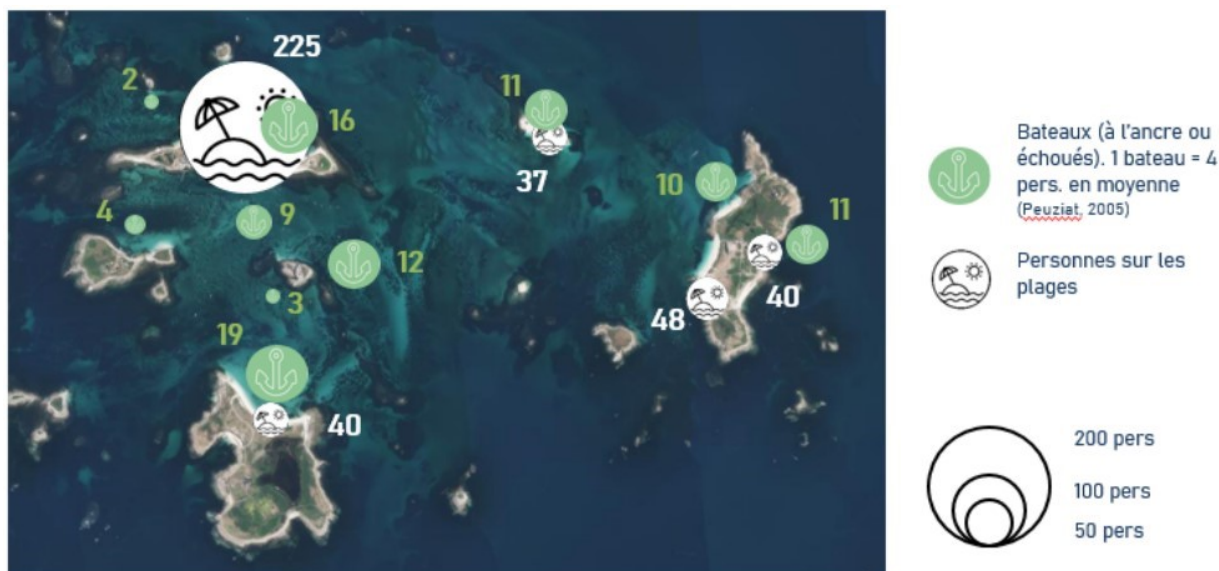 225
2
16
11
37
10
11
4
9
12
3
40
48
19
40
Bateaux (à l'ancre ou
échoués). 1 bateau = 4
pers. en moyenne
(Peuziat, 2005)
Personnes sur les
plages
200 pers
100 pers
50 pers